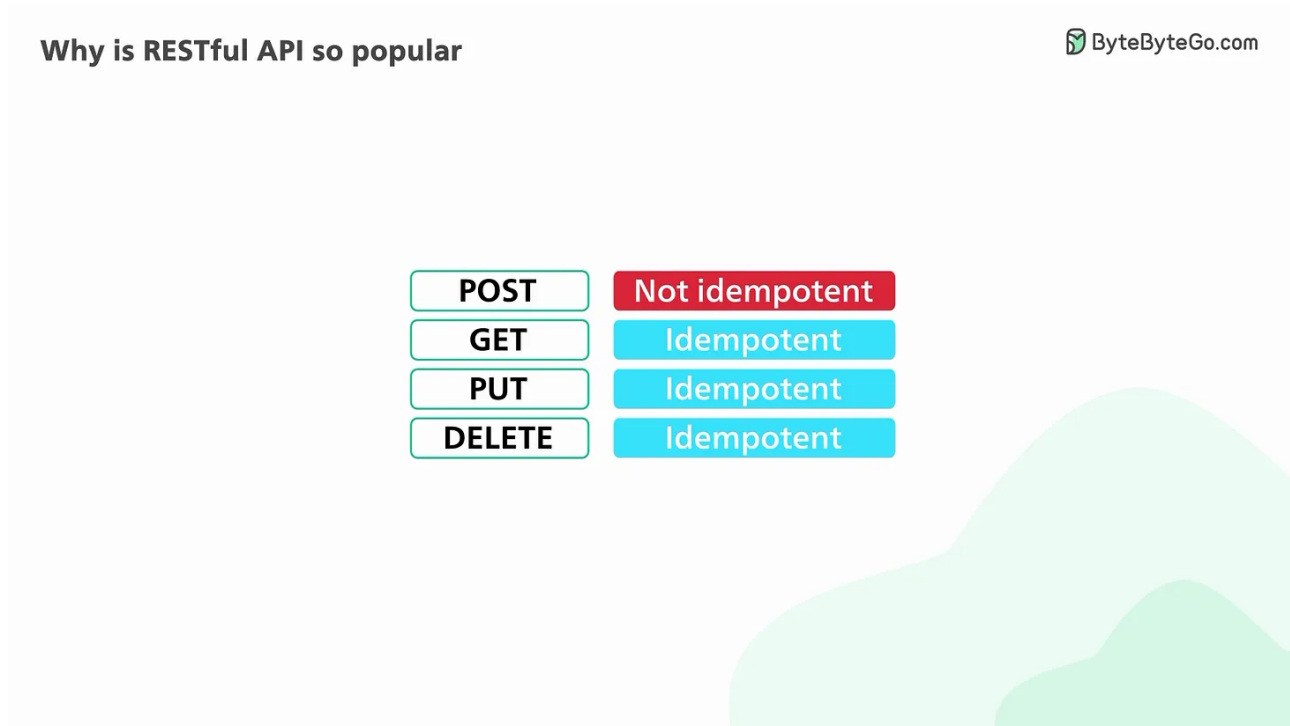 Why is RESTful API so popular
ByteByteGo.com
POST Not idempotent
GET Idempotent
PUT Idempotent
DELETE Idempotent